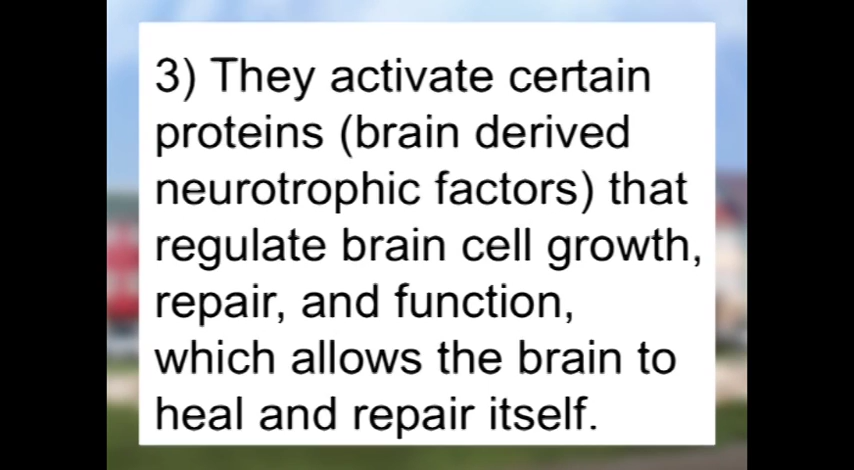 3) They activate certain
proteins (brain derived
neurotrophic factors) that
regulate brain cell growth,
repair, and function,
which allows the brain to
heal and repair itself.